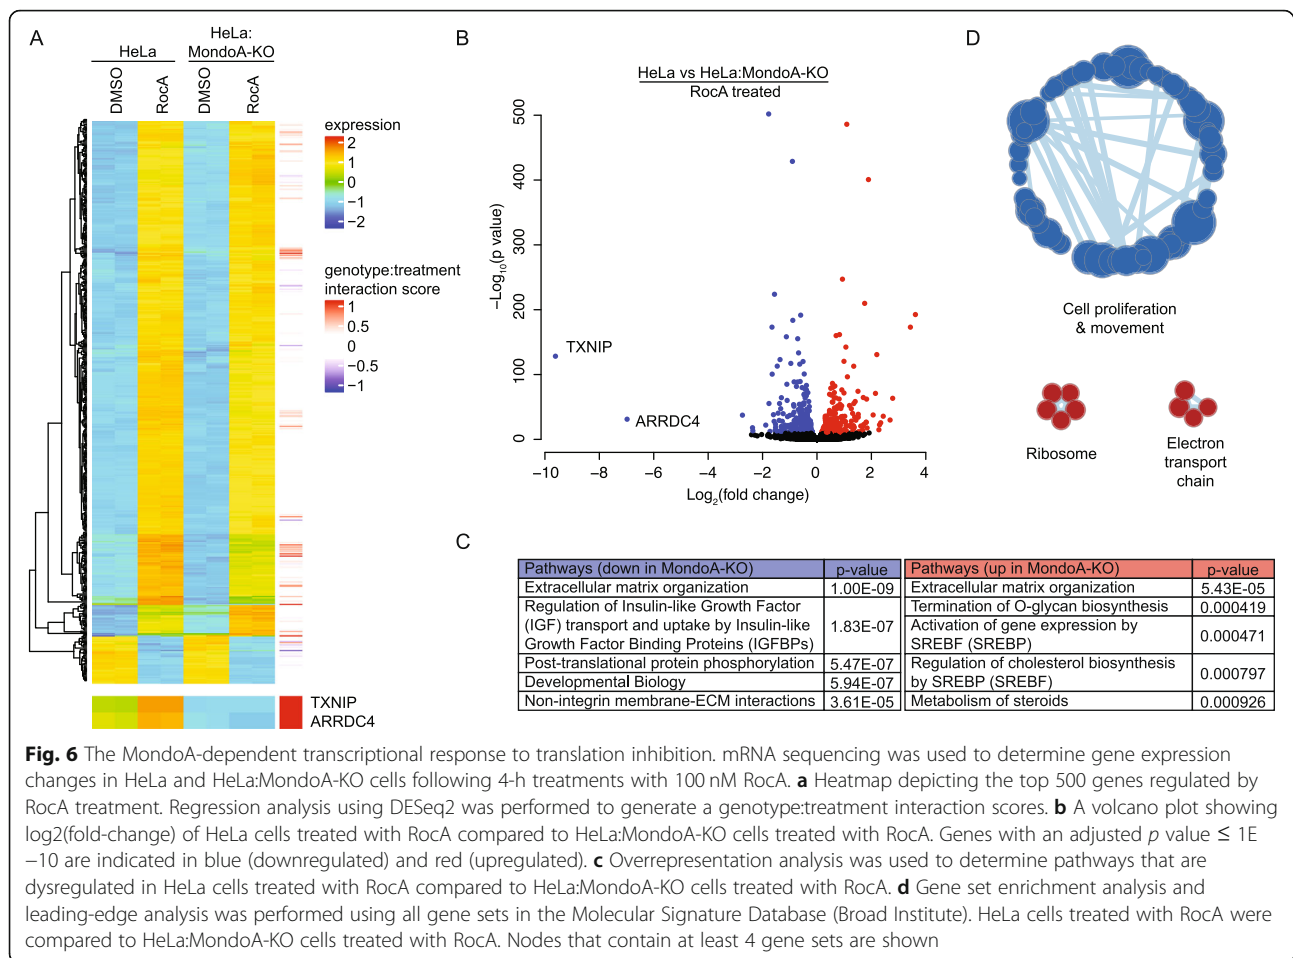 A
HeLa
HeLa:
MondoA-KO
DMSO
RocA
DMSO
RocA
expression
2
1
0
−1
−2
genotype:treatment
interaction score
1
0.5
0
−0.5
−1
TXNIP
ARRDC4
B
HeLa vs HeLa:MondoA-KO
RocA treated
−Log10(p value)
500
400
300
200
100
0
TXNIP
ARRDC4
−10 −8 −6 −4 −2 0 2 4
Log2(fold change)
D
Cell proliferation
& movement
Ribosome
Electron
transport
chain
C
Pathways (down in MondoA-KO) p-value
Extracellular matrix organization 1.00E-09
Regulation of Insulin-like Growth Factor
(IGF) transport and uptake by Insulin-like
Growth Factor Binding Proteins (IGFBPs)
1.83E-07
Post-translational protein phosphorylation 5.47E-07
Developmental Biology 5.94E-07
Non-integrin membrane-ECM interactions 3.61E-05
Pathways (up in MondoA-KO) p-value
Extracellular matrix organization 5.43E-05
Termination of O-glycan biosynthesis 0.000419
Activation of gene expression by
SREBF (SREBP)
0.000471
Regulation of cholesterol biosynthesis
by SREBP (SREBF)
0.000797
Metabolism of steroids 0.000926
Fig. 6 The MondoA-dependent transcriptional response to translation inhibition. mRNA sequencing was used to determine gene expression
changes in HeLa and HeLa:MondoA-KO cells following 4-h treatments with 100 nM RocA. a Heatmap depicting the top 500 genes regulated by
RocA treatment. Regression analysis using DESeq2 was performed to generate a genotype:treatment interaction scores. b A volcano plot showing
log2(fold-change) of HeLa cells treated with RocA compared to HeLa:MondoA-KO cells treated with RocA. Genes with an adjusted p value ≤ 1E
−10 are indicated in blue (downregulated) and red (upregulated). c Overrepresentation analysis was used to determine pathways that are
dysregulated in HeLa cells treated with RocA compared to HeLa:MondoA-KO cells treated with RocA. d Gene set enrichment analysis and
leading-edge analysis was performed using all gene sets in the Molecular Signature Database (Broad Institute). HeLa cells treated with RocA were
compared to HeLa:MondoA-KO cells treated with RocA. Nodes that contain at least 4 gene sets are shown